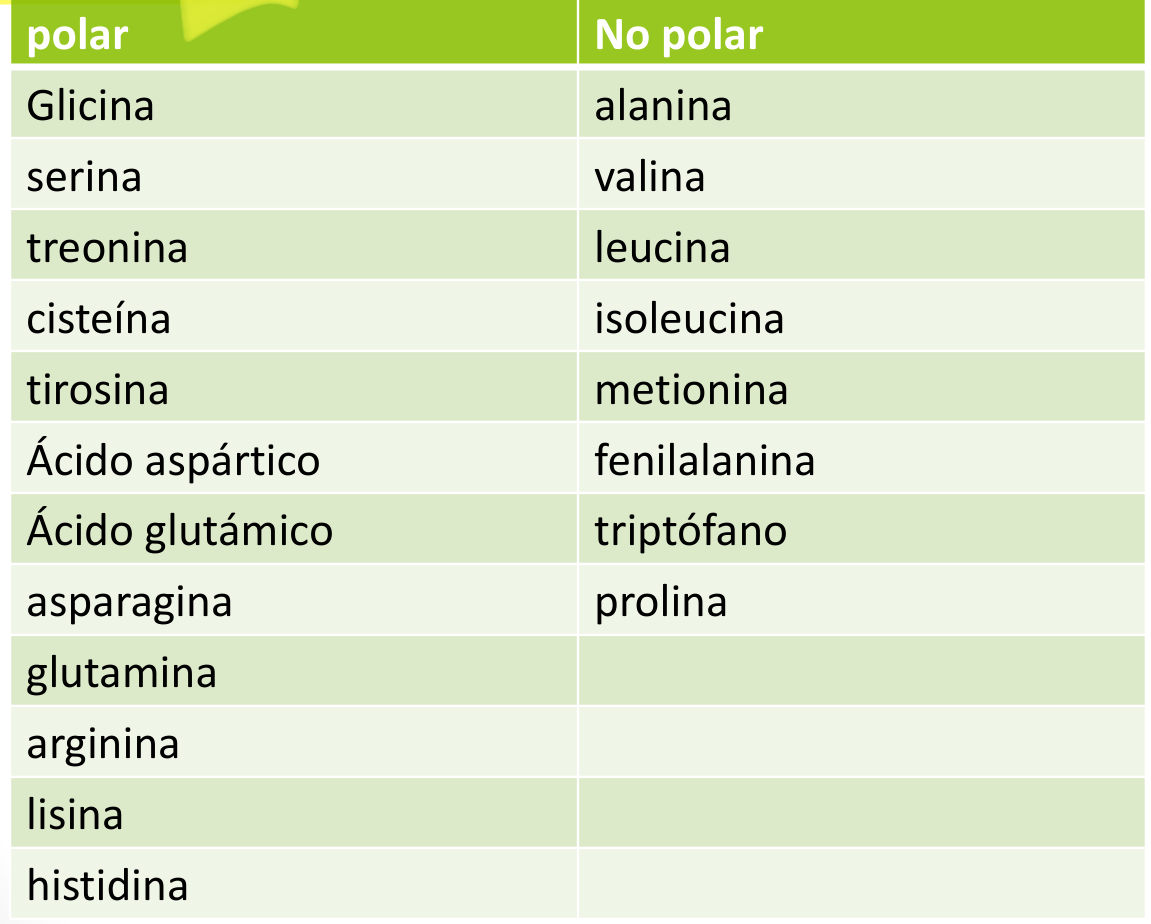 polar No polar
Glicina alanina
serina valina
treonina leucina
cisteína isoleucina
tirosina metionina
Ácido aspártico fenilalanina
Ácido glutámico triptófano
asparagina prolina
glutamina
arginina
lisina
histidina